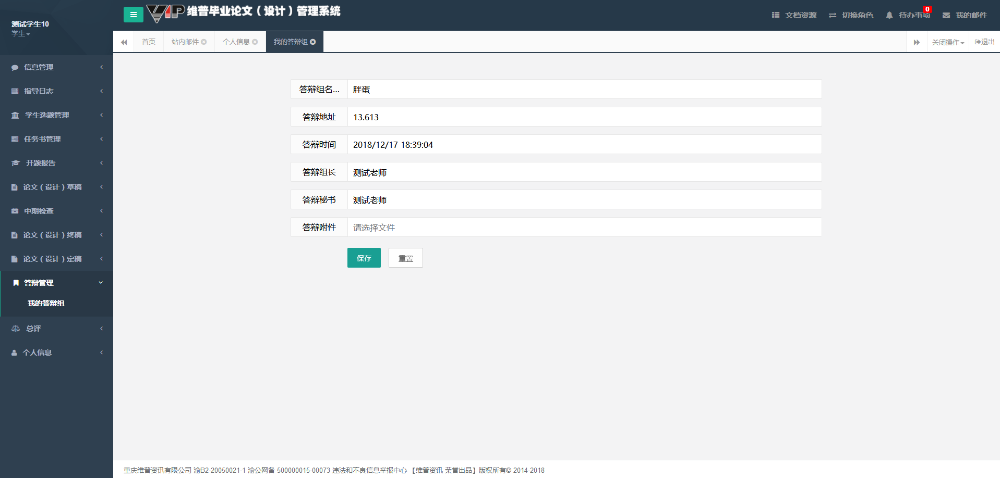 测试学生10
学生
信息管理
指导日志
学生选题管理
任务书管理
开题报告
论文（设计）草稿
中期检查
论文（设计）终稿
论文（设计）定稿
答辩管理
我的答辩组
总评
个人信息
VIP 维普毕业论文（设计）管理系统
文档资源 切换角色 待办事项 0 我的邮件
首页 站内邮件 个人信息 我的答辩组 关闭操作 退出
答辩组名... 胖蛋
答辩地址 13.613
答辩时间 2018/12/17 18:39:04
答辩组长 测试老师
答辩秘书 测试老师
答辩附件 请选择文件
保存 重置
重庆维普资讯有限公司 渝B2-20050021-1 渝公网备 500000015-00073 违法和不良信息举报中心 【维普资讯 荣誉出品】版权所有© 2014-2018